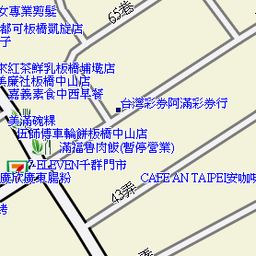 女專業剪髮
65巷
都可板橋凱旋店
子
來紅茶鮮乳板橋埔墘店
美廉社板橋中山店
嘉義素食中西早餐
台灣彩券阿滿彩券行
美滿碗粿
伍師傅車輪餅板橋中山店
滿福魯肉飯(暫停營業)
7-ELEVEN千群門市
廣欣廣東腸粉
CAFE AN TAIPEI安咖啡
43弄
烤